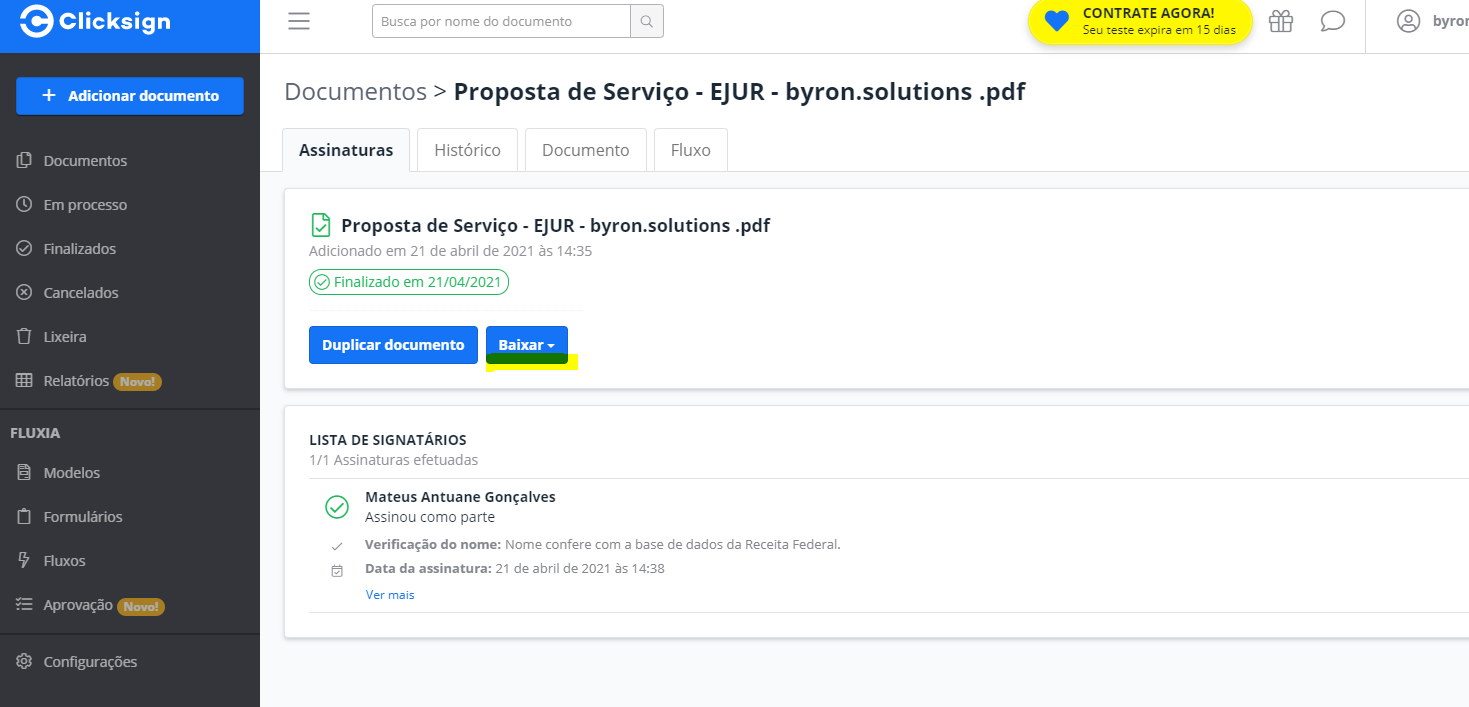 Clicksign
Busca por nome do documento
CONTRATE AGORA!
Seu teste expira em 15 dias
Adicionar documento
Documentos
Em processo
Finalizados
Cancelados
Lixeira
Relatórios Novo!
FLUXIA
Modelos
Formulários
Fluxos
Aprovação Novo!
Configurações
Documentos > Proposta de Serviço - EJUR - byron.solutions .pdf
Assinaturas Histórico Documento Fluxo
Proposta de Serviço - EJUR - byron.solutions .pdf
Adicionado em 21 de abril de 2021 às 14:35
Finalizado em 21/04/2021
Duplicar documento Baixar
LISTA DE SIGNATÁRIOS
1/1 Assinaturas efetuadas
Mateus Antuane Gonçalves
Assinou como parte
Verificação do nome: Nome confere com a base de dados da Receita Federal.
Data da assinatura: 21 de abril de 2021 às 14:38
Ver mais